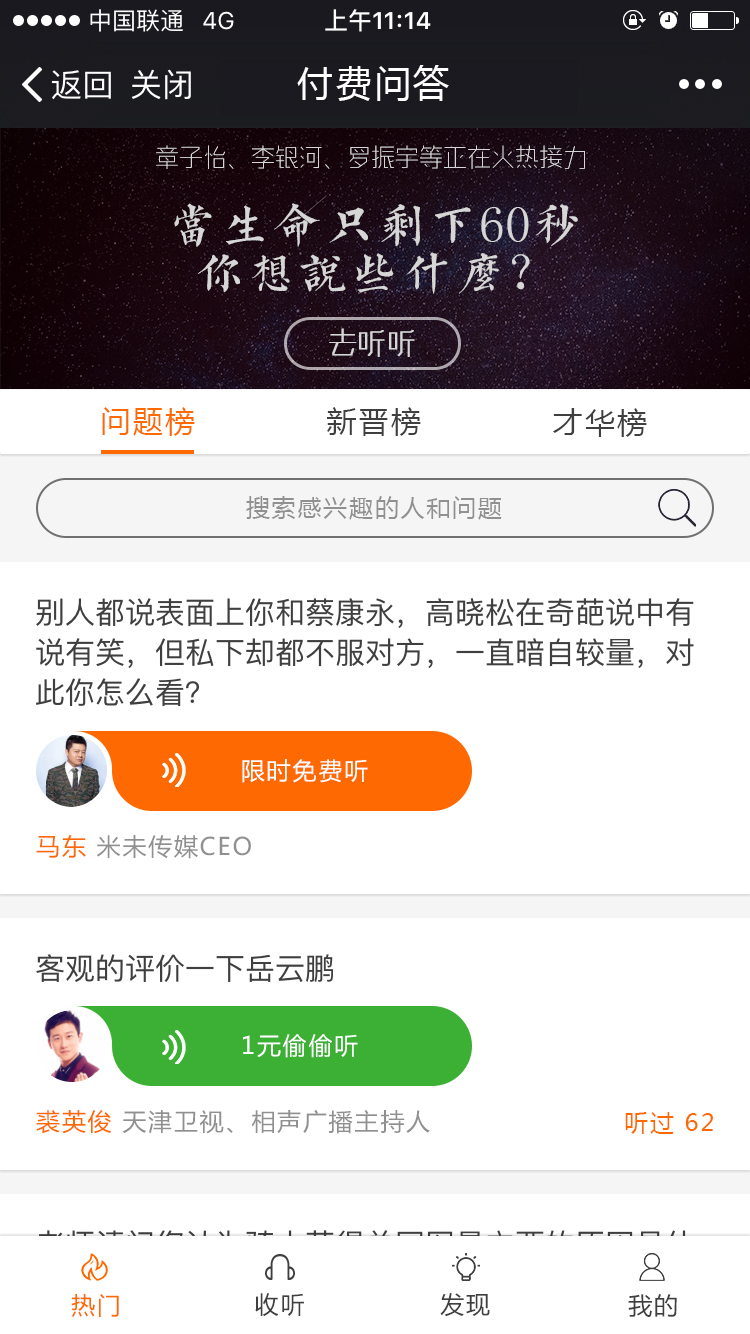 中国联通 4G 上午11:14
返回 关闭 付费问答
章子怡、李银河、罗振宇等正在火热接力
當生命只剩下60秒
你想說些什麼?
去听听
问题榜 新晋榜 才华榜
搜索感兴趣的人和问题
别人都说表面上你和蔡康永，高晓松在奇葩说中有
说有笑，但私下却都不服对方，一直暗自较量，对
此你怎么看?
限时免费听
马东 米未传媒CEO
客观的评价一下岳云鹏
1元偷偷听
裘英俊 天津卫视、相声广播主持人 听过 62
热门 收听 发现 我的